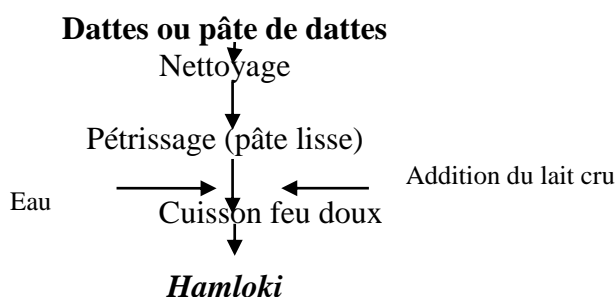 Dattes ou pâte de dattes
Nettoyage
Pétrissage (pâte lisse)
Addition du lait cru
Eau
Cuisson feu doux
Hamloki